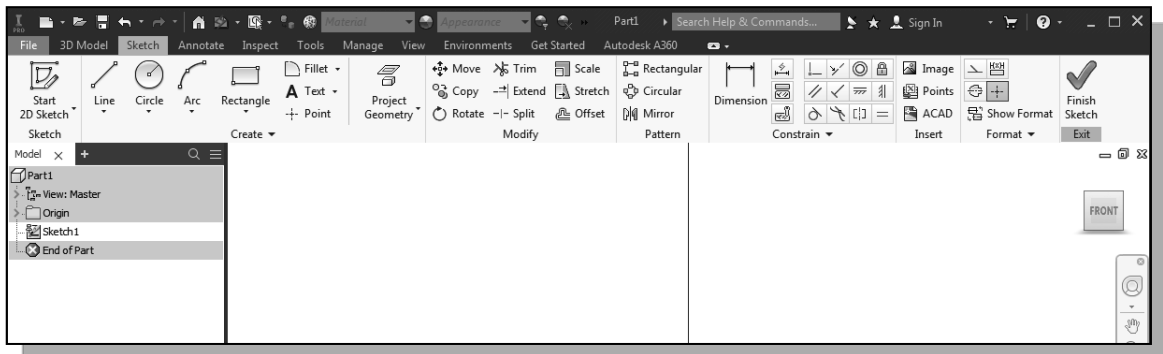 PRO Material Appearance Part1 Search Help & Commands... Sign In
File 3D Model Sketch Annotate Inspect Tools Manage View Environments Get Started Autodesk A360
Fillet Move Trim Scale Rectangular Image
Start 2D Sketch Line Circle Arc Rectangle A Text Project Geometry Copy Extend Stretch Circular Dimension Points Finish Sketch
Point Rotate Split Offset Mirror ACAD Show Format
Sketch Create Modify Pattern Constrain Insert Format Exit
Model
Part1
View: Master
Origin
Sketch1
End of Part
FRONT